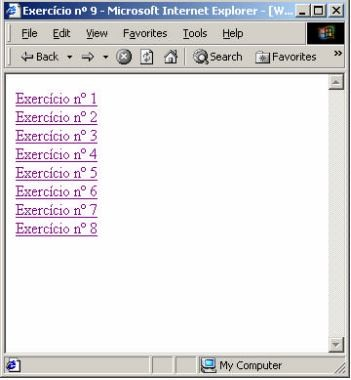 Exercício nº 9 - Microsoft Internet Explorer - [W...
File Edit View Favorites Tools Help
Back Search Favorites »
Exercício nº 1
Exercício nº 2
Exercício nº 3
Exercício nº 4
Exercício nº 5
Exercício nº 6
Exercício nº 7
Exercício nº 8
My Computer